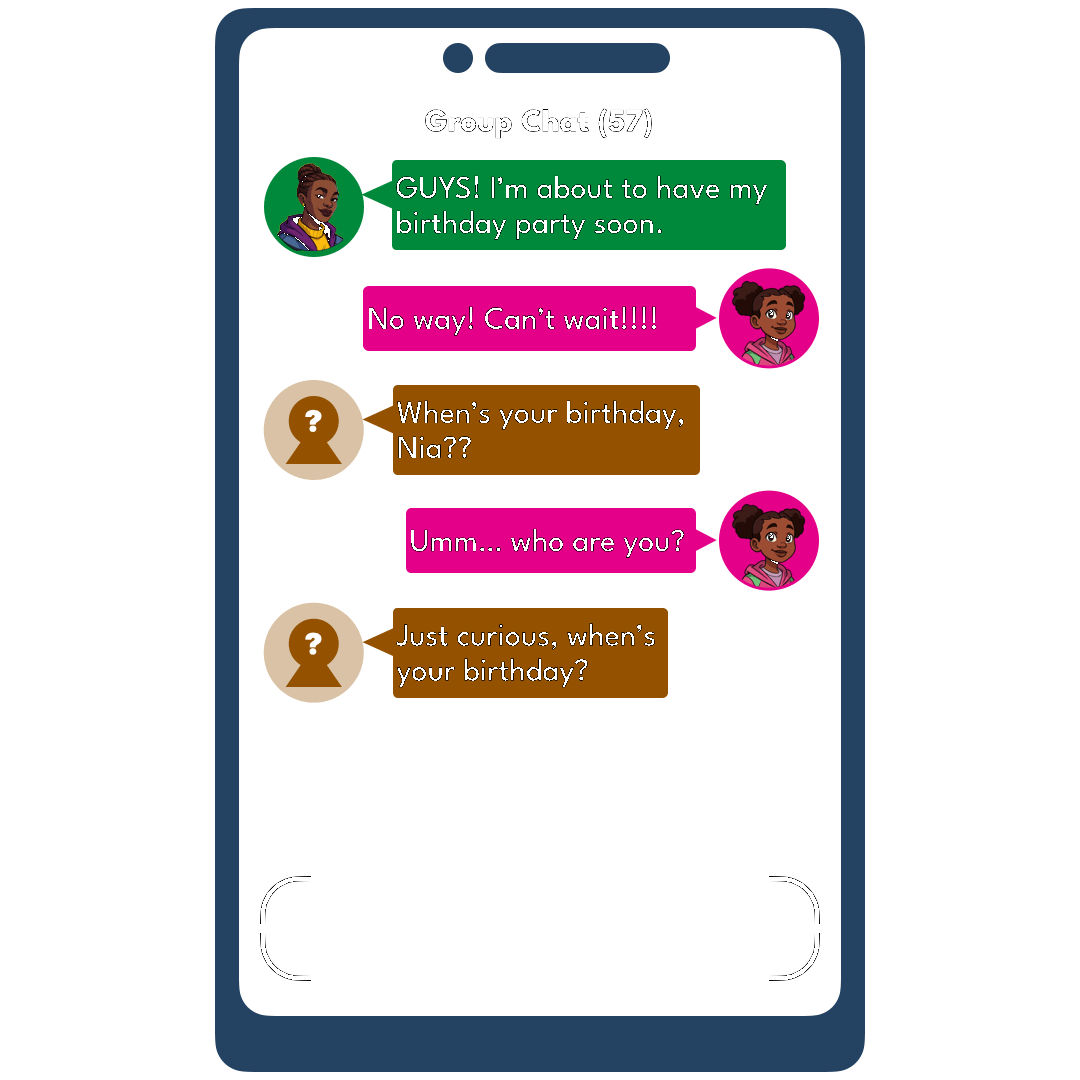 Group Chat (57)
GUYS! I’m about to have my
birthday party soon.
No way! Can’t wait!!!!
?
When’s your birthday,
Nia??
Umm... who are you?
?
Just curious, when’s
your birthday?